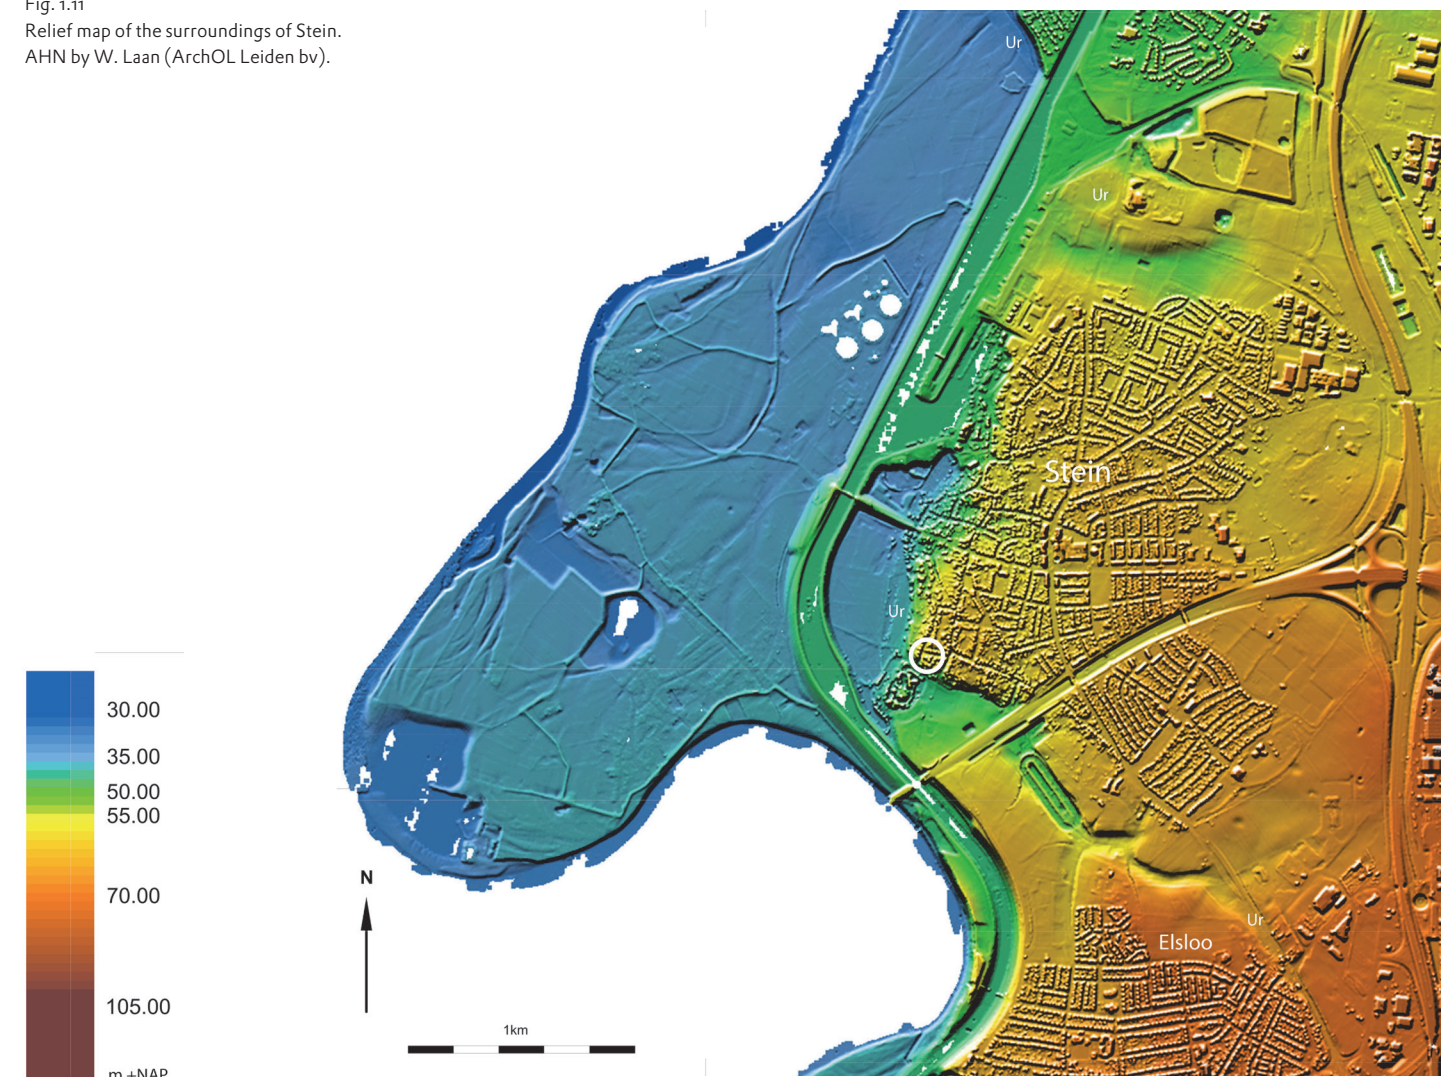 Fig. 1.11
Relief map of the surroundings of Stein.
AHN by W. Laan (ArchOL Leiden bv).
Ur
Ur
Stein
Ur
30.00
35.00
50.00
55.00
70.00
105.00
m +NAP
N
1km
Ur
Elsloo